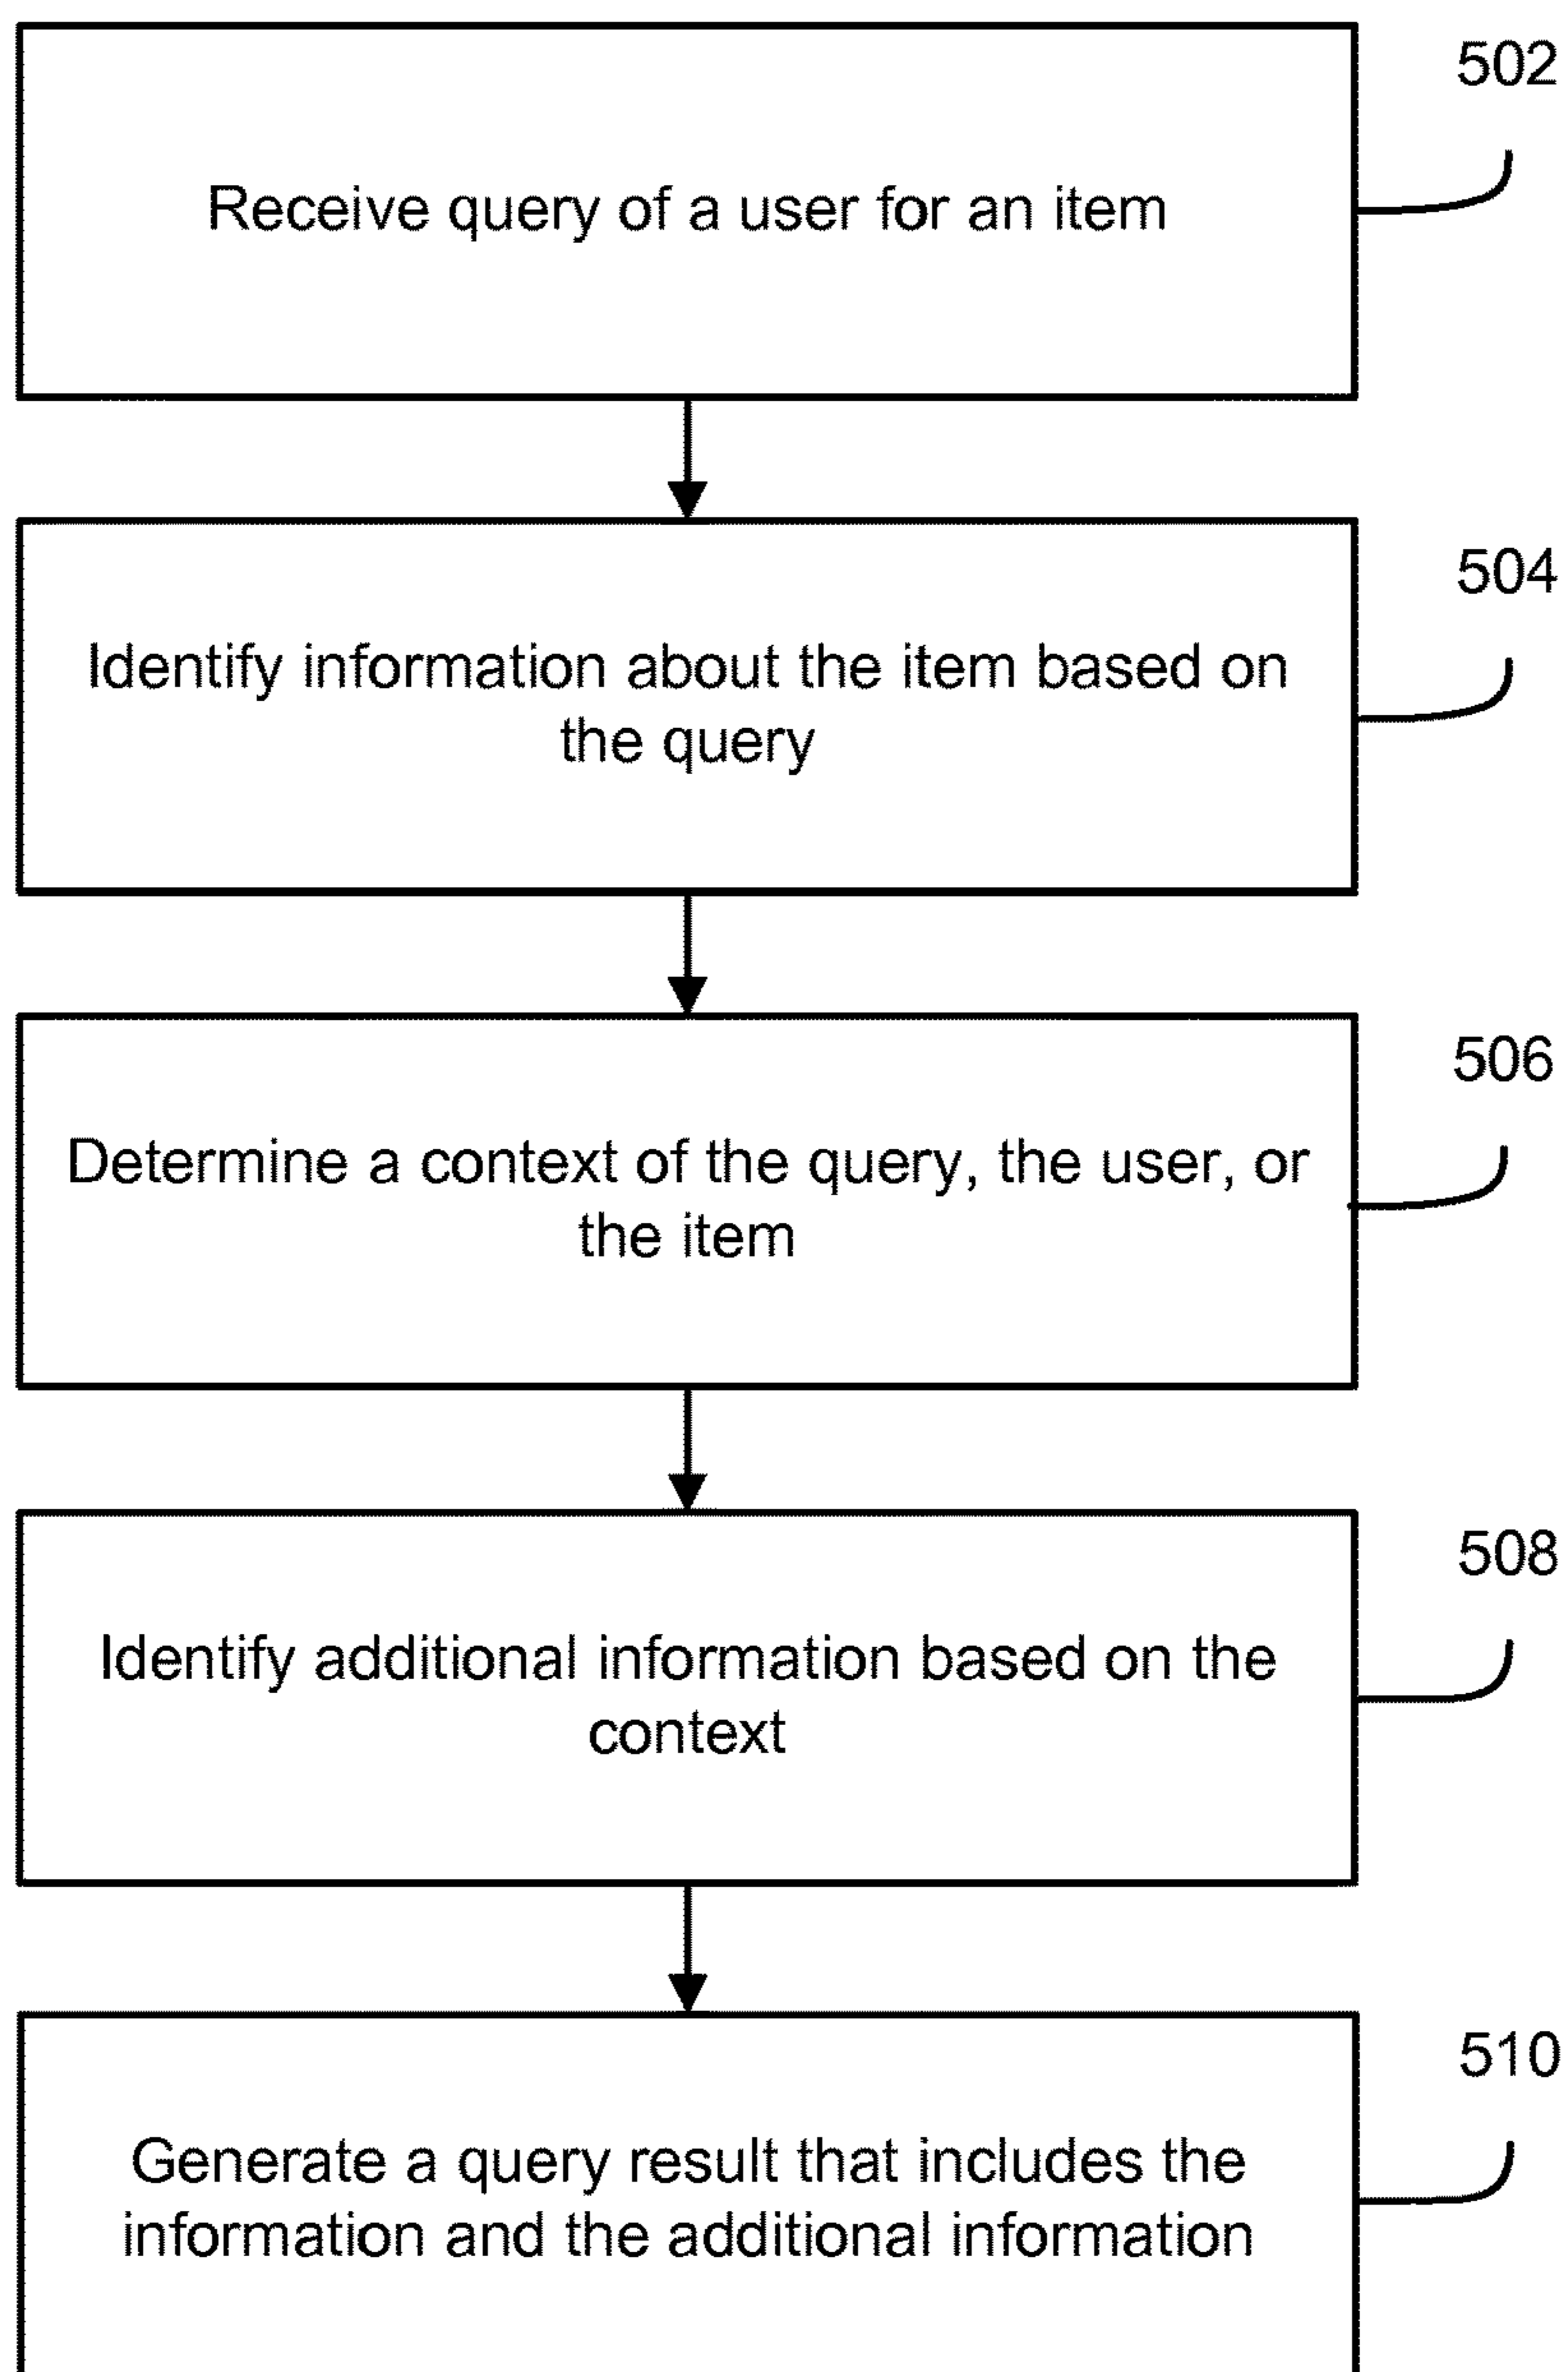 502
Receive query of a user for an item
504
Identify information about the item based on
the query
506
Determine a context of the query, the user, or
the item
508
Identify additional information based on the
context
510
Generate a query result that includes the
information and the additional information